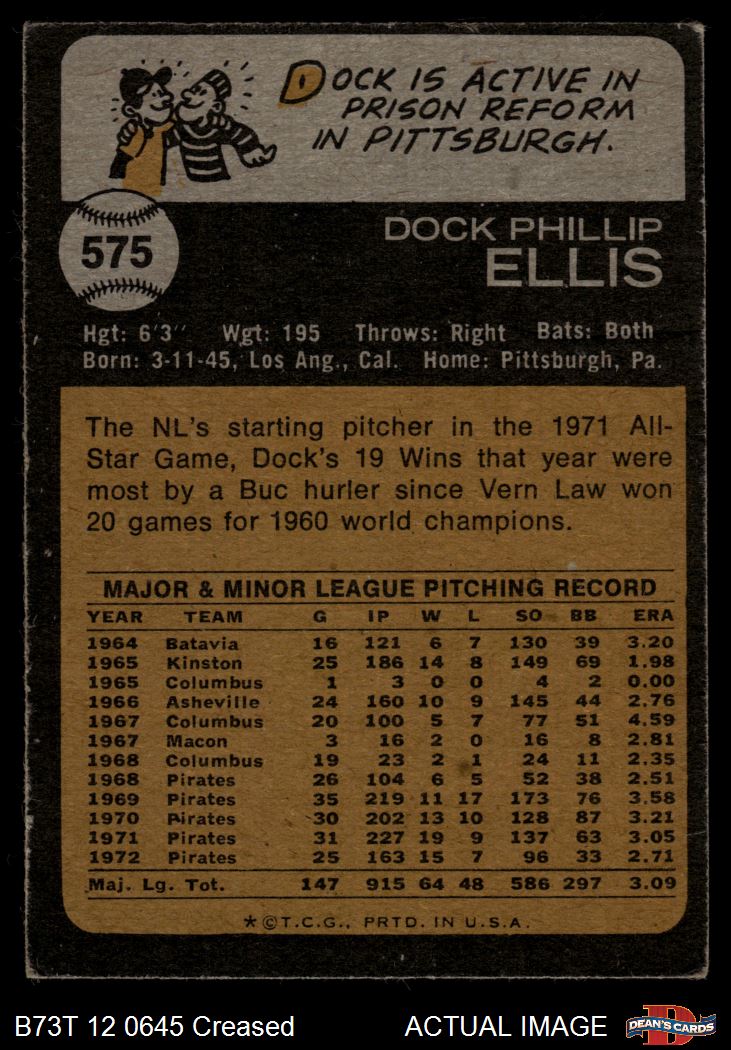 DOCK IS ACTIVE IN
PRISON REFORM
IN PITTSBURGH.
575
DOCK PHILLIP
ELLIS
Hgt: 6'3" Wgt: 195 Throws: Right Bats: Both
Born: 3-11-45, Los Ang., Cal. Home: Pittsburgh, Pa.
The NL's starting pitcher in the 1971 All-
Star Game, Dock's 19 Wins that year were
most by a Buc hurler since Vern Law won
20 games for 1960 world champions.
MAJOR & MINOR LEAGUE PITCHING RECORD
YEAR TEAM G IP W L SO BB ERA
1964 Batavia 16 121 6 7 130 39 3.20
1965 Kinston 25 186 14 8 149 69 1.98
1965 Columbus 1 3 0 0 4 2 0.00
1966 Asheville 24 160 10 9 145 44 2.76
1967 Columbus 20 100 5 7 77 51 4.59
1967 Macon 3 16 2 0 16 8 2.81
1968 Columbus 19 23 2 1 24 11 2.35
1968 Pirates 26 104 6 5 52 38 2.51
1969 Pirates 35 219 11 17 173 76 3.58
1970 Pirates 30 202 13 10 128 87 3.21
1971 Pirates 31 227 19 9 137 63 3.05
1972 Pirates 25 163 15 7 96 33 2.71
Maj. Lg. Tot. 147 915 64 48 586 297 3.09
*©T.C.G., PRTD. IN U.S.A.
B73T 12 0645 Creased ACTUAL IMAGE
DEAN'S CARDS